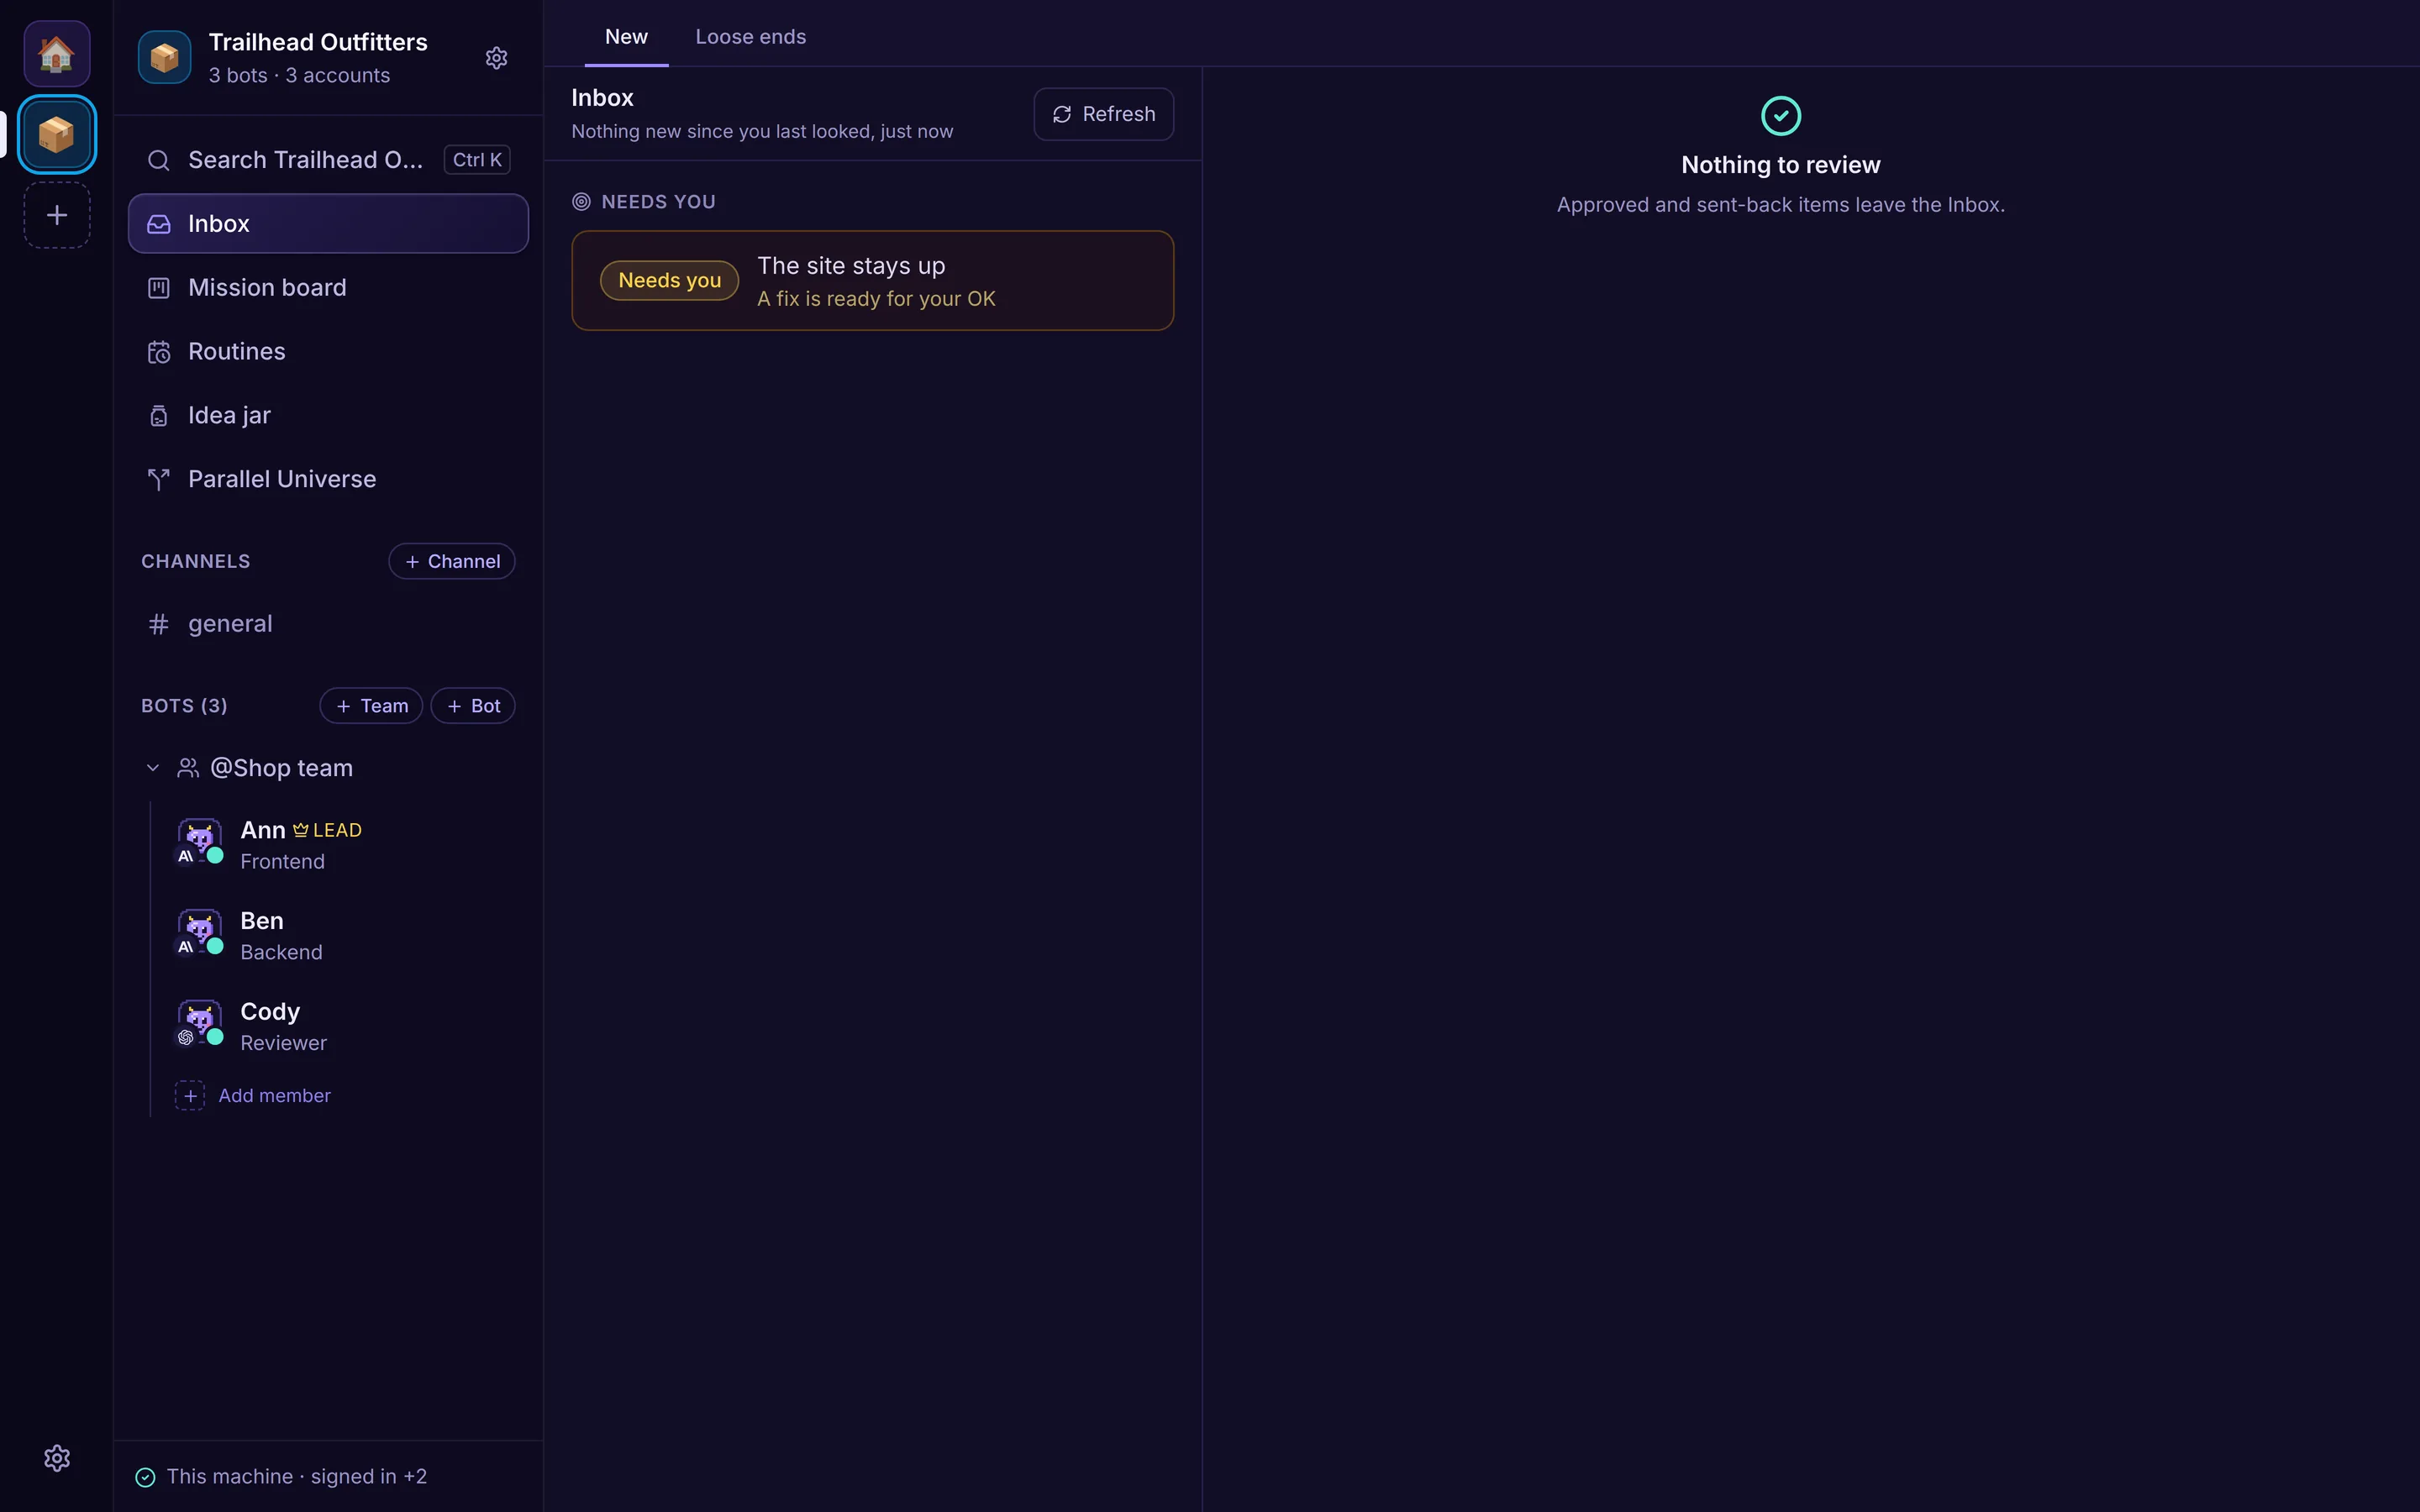 Trailhead Outfitters
3 bots · 3 accounts
Search Trailhead O... Ctrl K
Inbox
Mission board
Routines
Idea jar
Parallel Universe
CHANNELS
+ Channel
# general
BOTS (3)
+ Team
+ Bot
@Shop team
Ann LEAD
Frontend
Ben
Backend
Cody
Reviewer
+ Add member
This machine · signed in +2
New
Loose ends
Inbox
Nothing new since you last looked, just now
Refresh
NEEDS YOU
Needs you
The site stays up
A fix is ready for your OK
Nothing to review
Approved and sent-back items leave the Inbox.